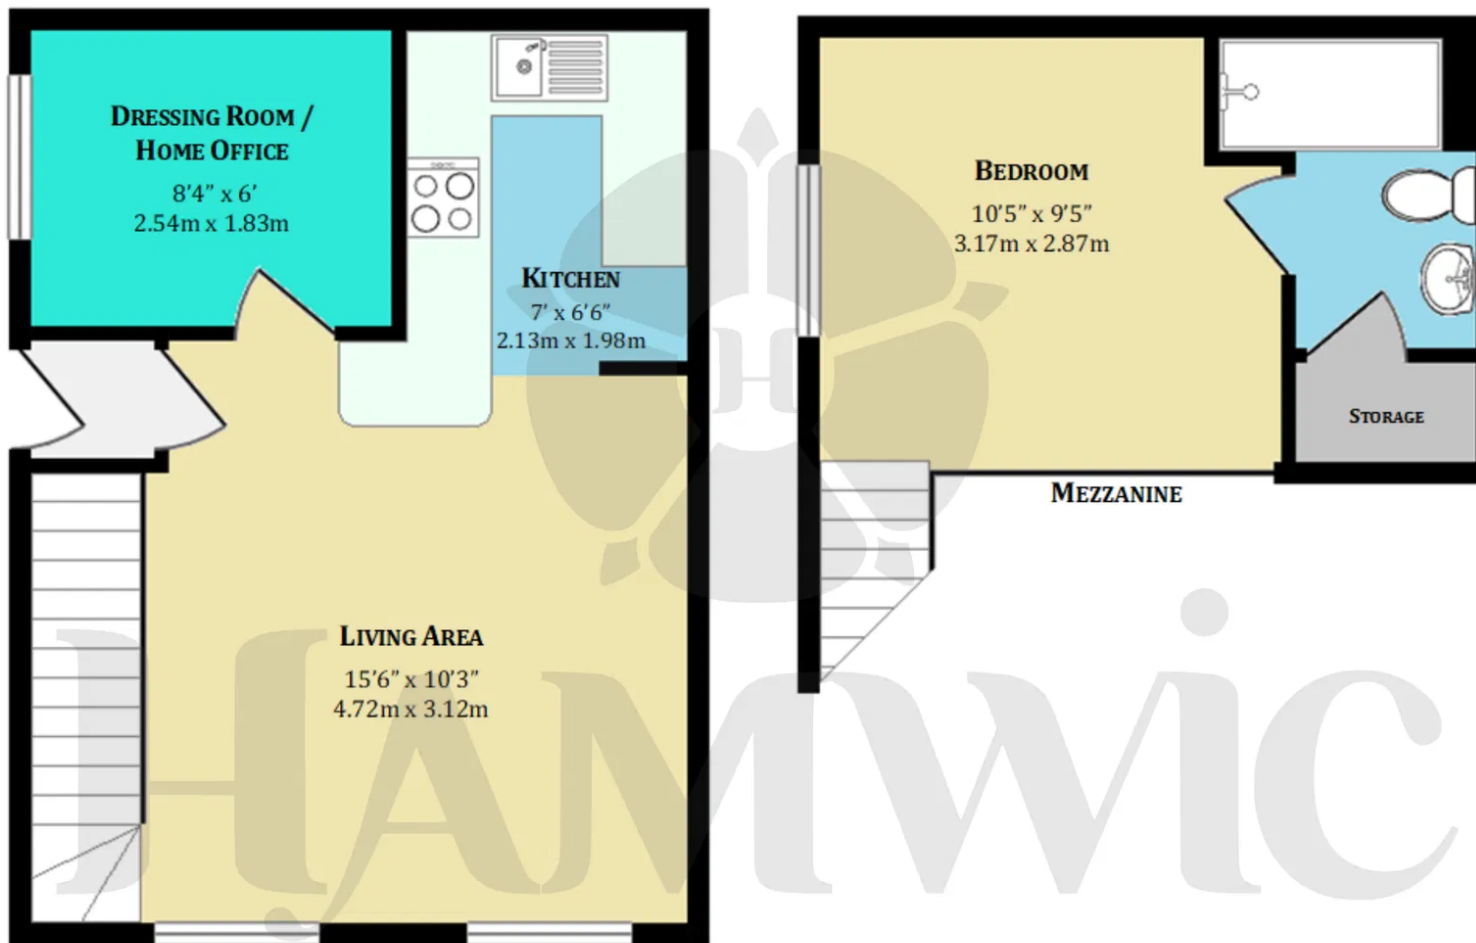 DRESSING ROOM /
HOME OFFICE
8'4" x 6'
2.54m x 1.83m
KITCHEN
7' x 6'6"
2.13m x 1.98m
LIVING AREA
15'6" x 10'3"
4.72m x 3.12m
BEDROOM
10'5" x 9'5"
3.17m x 2.87m
STORAGE
MEZZANINE
H
HAMWIC